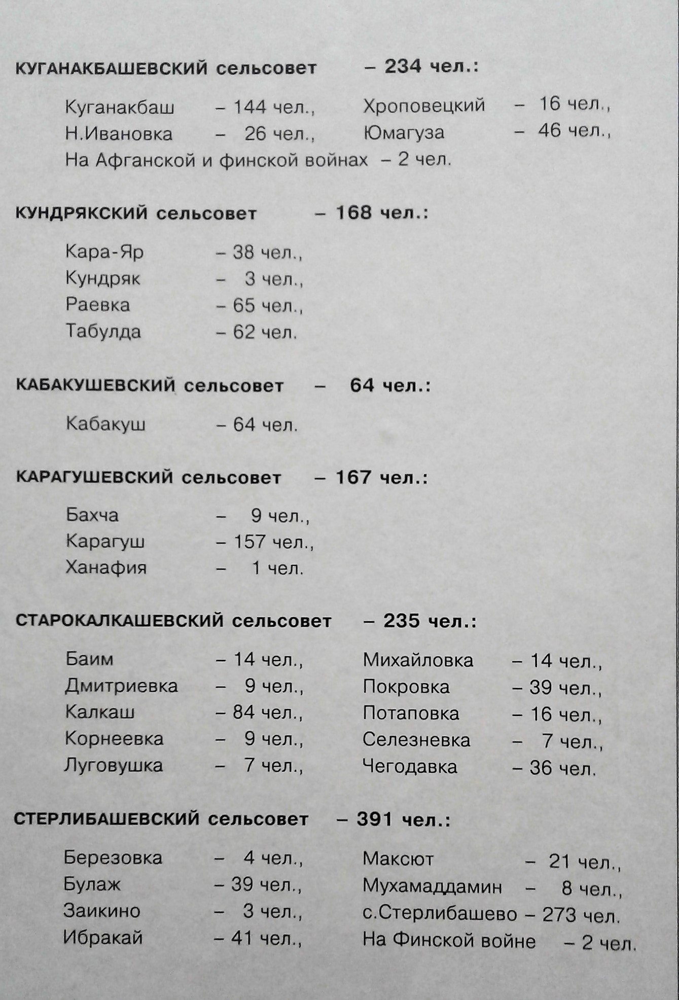 КУГАНАКБАШЕВСКИЙ сельсовет – 234 чел.:
Куганакбаш – 144 чел., Хроповецкий – 16 чел.,
Н.Ивановка – 26 чел., Юмагуза – 46 чел.,
На Афганской и финской войнах – 2 чел.
КУНДРЯКСКИЙ сельсовет – 168 чел.:
Кара-Яр – 38 чел.,
Кундряк – 3 чел.,
Раевка – 65 чел.,
Табулда – 62 чел.
КАБАКУШЕВСКИЙ сельсовет – 64 чел.:
Кабакуш – 64 чел.
КАРАГУШЕВСКИЙ сельсовет – 167 чел.:
Бахча – 9 чел.,
Карагуш – 157 чел.,
Ханафия – 1 чел.
СТАРОКАЛКАШЕВСКИЙ сельсовет – 235 чел.:
Баим – 14 чел., Михайловка – 14 чел.,
Дмитриевка – 9 чел., Покровка – 39 чел.,
Калкаш – 84 чел., Потаповка – 16 чел.,
Корнеевка – 9 чел., Селезневка – 7 чел.,
Луговушка – 7 чел., Чегодавка – 36 чел.
СТЕРЛИБАШЕВСКИЙ сельсовет – 391 чел.:
Березовка – 4 чел., Максют – 21 чел.,
Булаж – 39 чел., Мухамаддамин – 8 чел.,
Заикино – 3 чел., с.Стерлибашево – 273 чел.
Ибракай – 41 чел., На Финской войне – 2 чел.